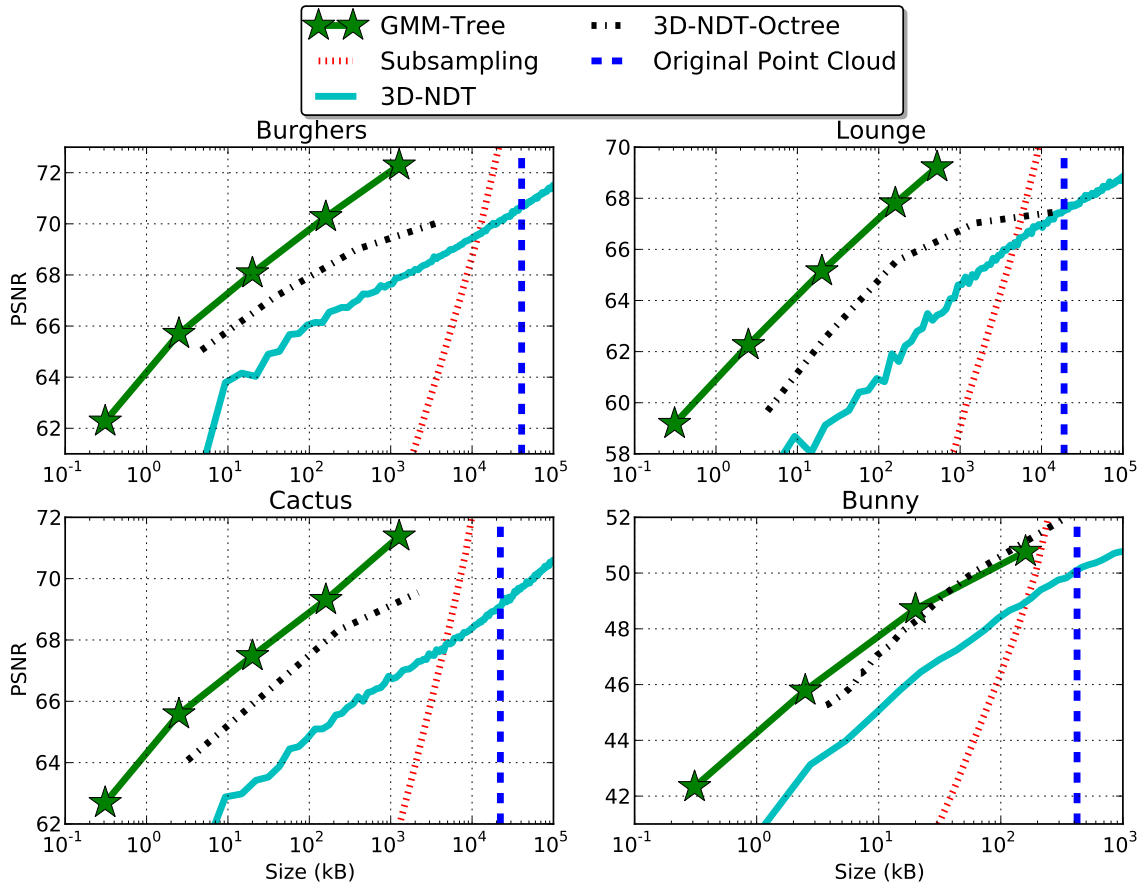 GMM-Tree
Subsampling
3D-NDT
3D-NDT-Octree
Original Point Cloud
Burghers
72
70
68
66
64
62
PSNR
10^-1 10^0 10^1 10^2 10^3 10^4 10^5
Lounge
70
68
66
64
62
60
58
10^-1 10^0 10^1 10^2 10^3 10^4 10^5
Cactus
72
70
68
66
64
62
PSNR
10^-1 10^0 10^1 10^2 10^3 10^4 10^5
Size (kB)
Bunny
52
50
48
46
44
42
10^-1 10^0 10^1 10^2 10^3
Size (kB)